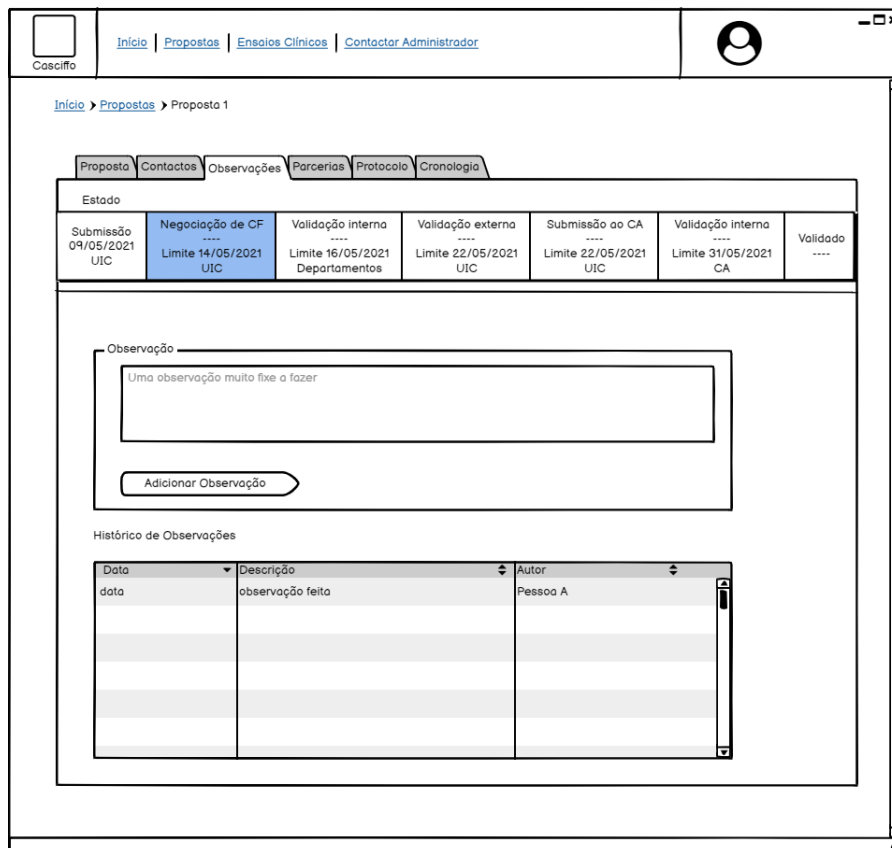 Casciffo
Início | Propostas | Ensaios Clínicos | Contactar Administrador
Início > Propostas > Proposta 1
Proposta Contactos Observações Parcerias Protocolo Cronologia
Estado
Submissão
09/05/2021
UIC
Negociação de CF
----
Limite 14/05/2021
UIC
Validação interna
----
Limite 16/05/2021
Departamentos
Validação externa
----
Limite 22/05/2021
UIC
Submissão ao CA
----
Limite 22/05/2021
UIC
Validação interna
----
Limite 31/05/2021
CA
Validado
----
Observação
Uma observação muito fixe a fazer
Adicionar Observação
Histórico de Observações
Data Descrição Autor
data observação feita Pessoa A